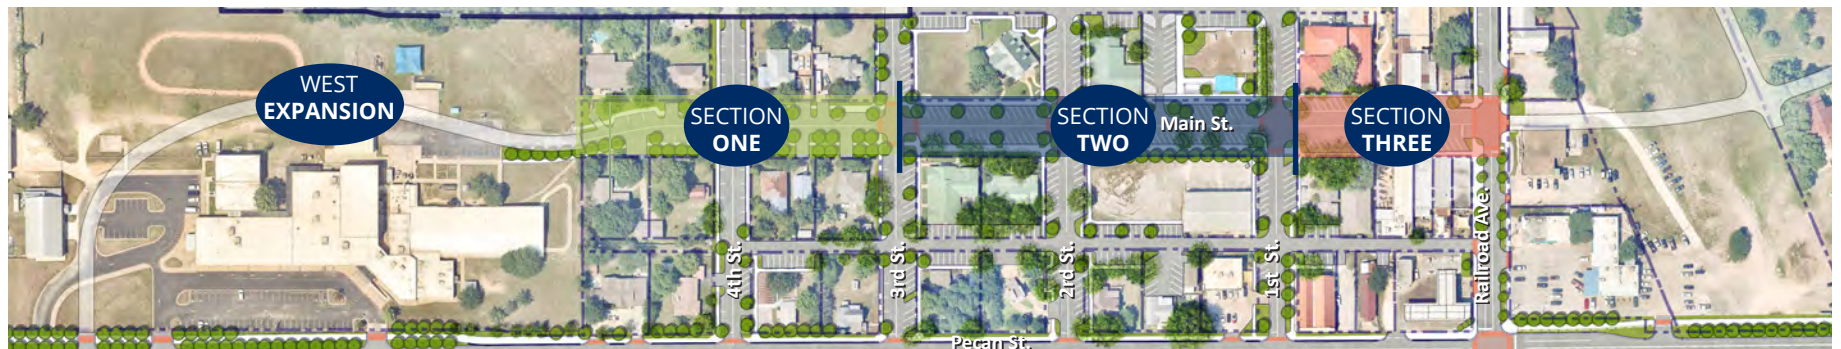 WEST
EXPANSION
SECTION
ONE
SECTION
TWO
Main St.
SECTION
THREE
4th St.
3rd St.
2rd St.
1st St.
Railroad Ave.
Pecan St.